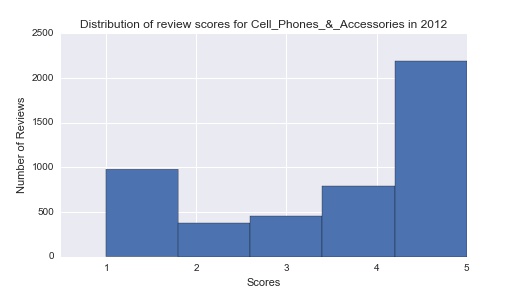 Distribution of review scores for Cell_Phones_&_Accessories in 2012
2500
2000
1500
1000
500
0
Number of Reviews
1 2 3 4 5
Scores